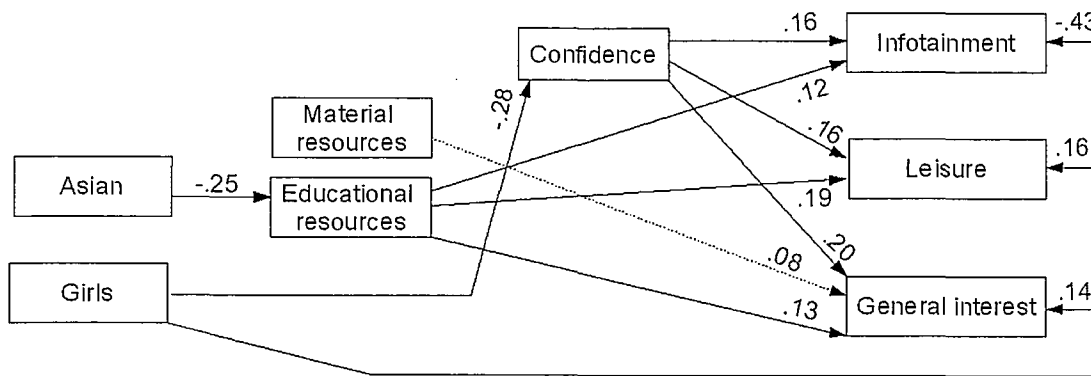 .16
Infotainment
-.43
Confidence
-.28
.12
Material
resources
.16
.16
Leisure
Asian
-.25
Educational
resources
.19
.20
.08
Girls
.13
General interest
.14